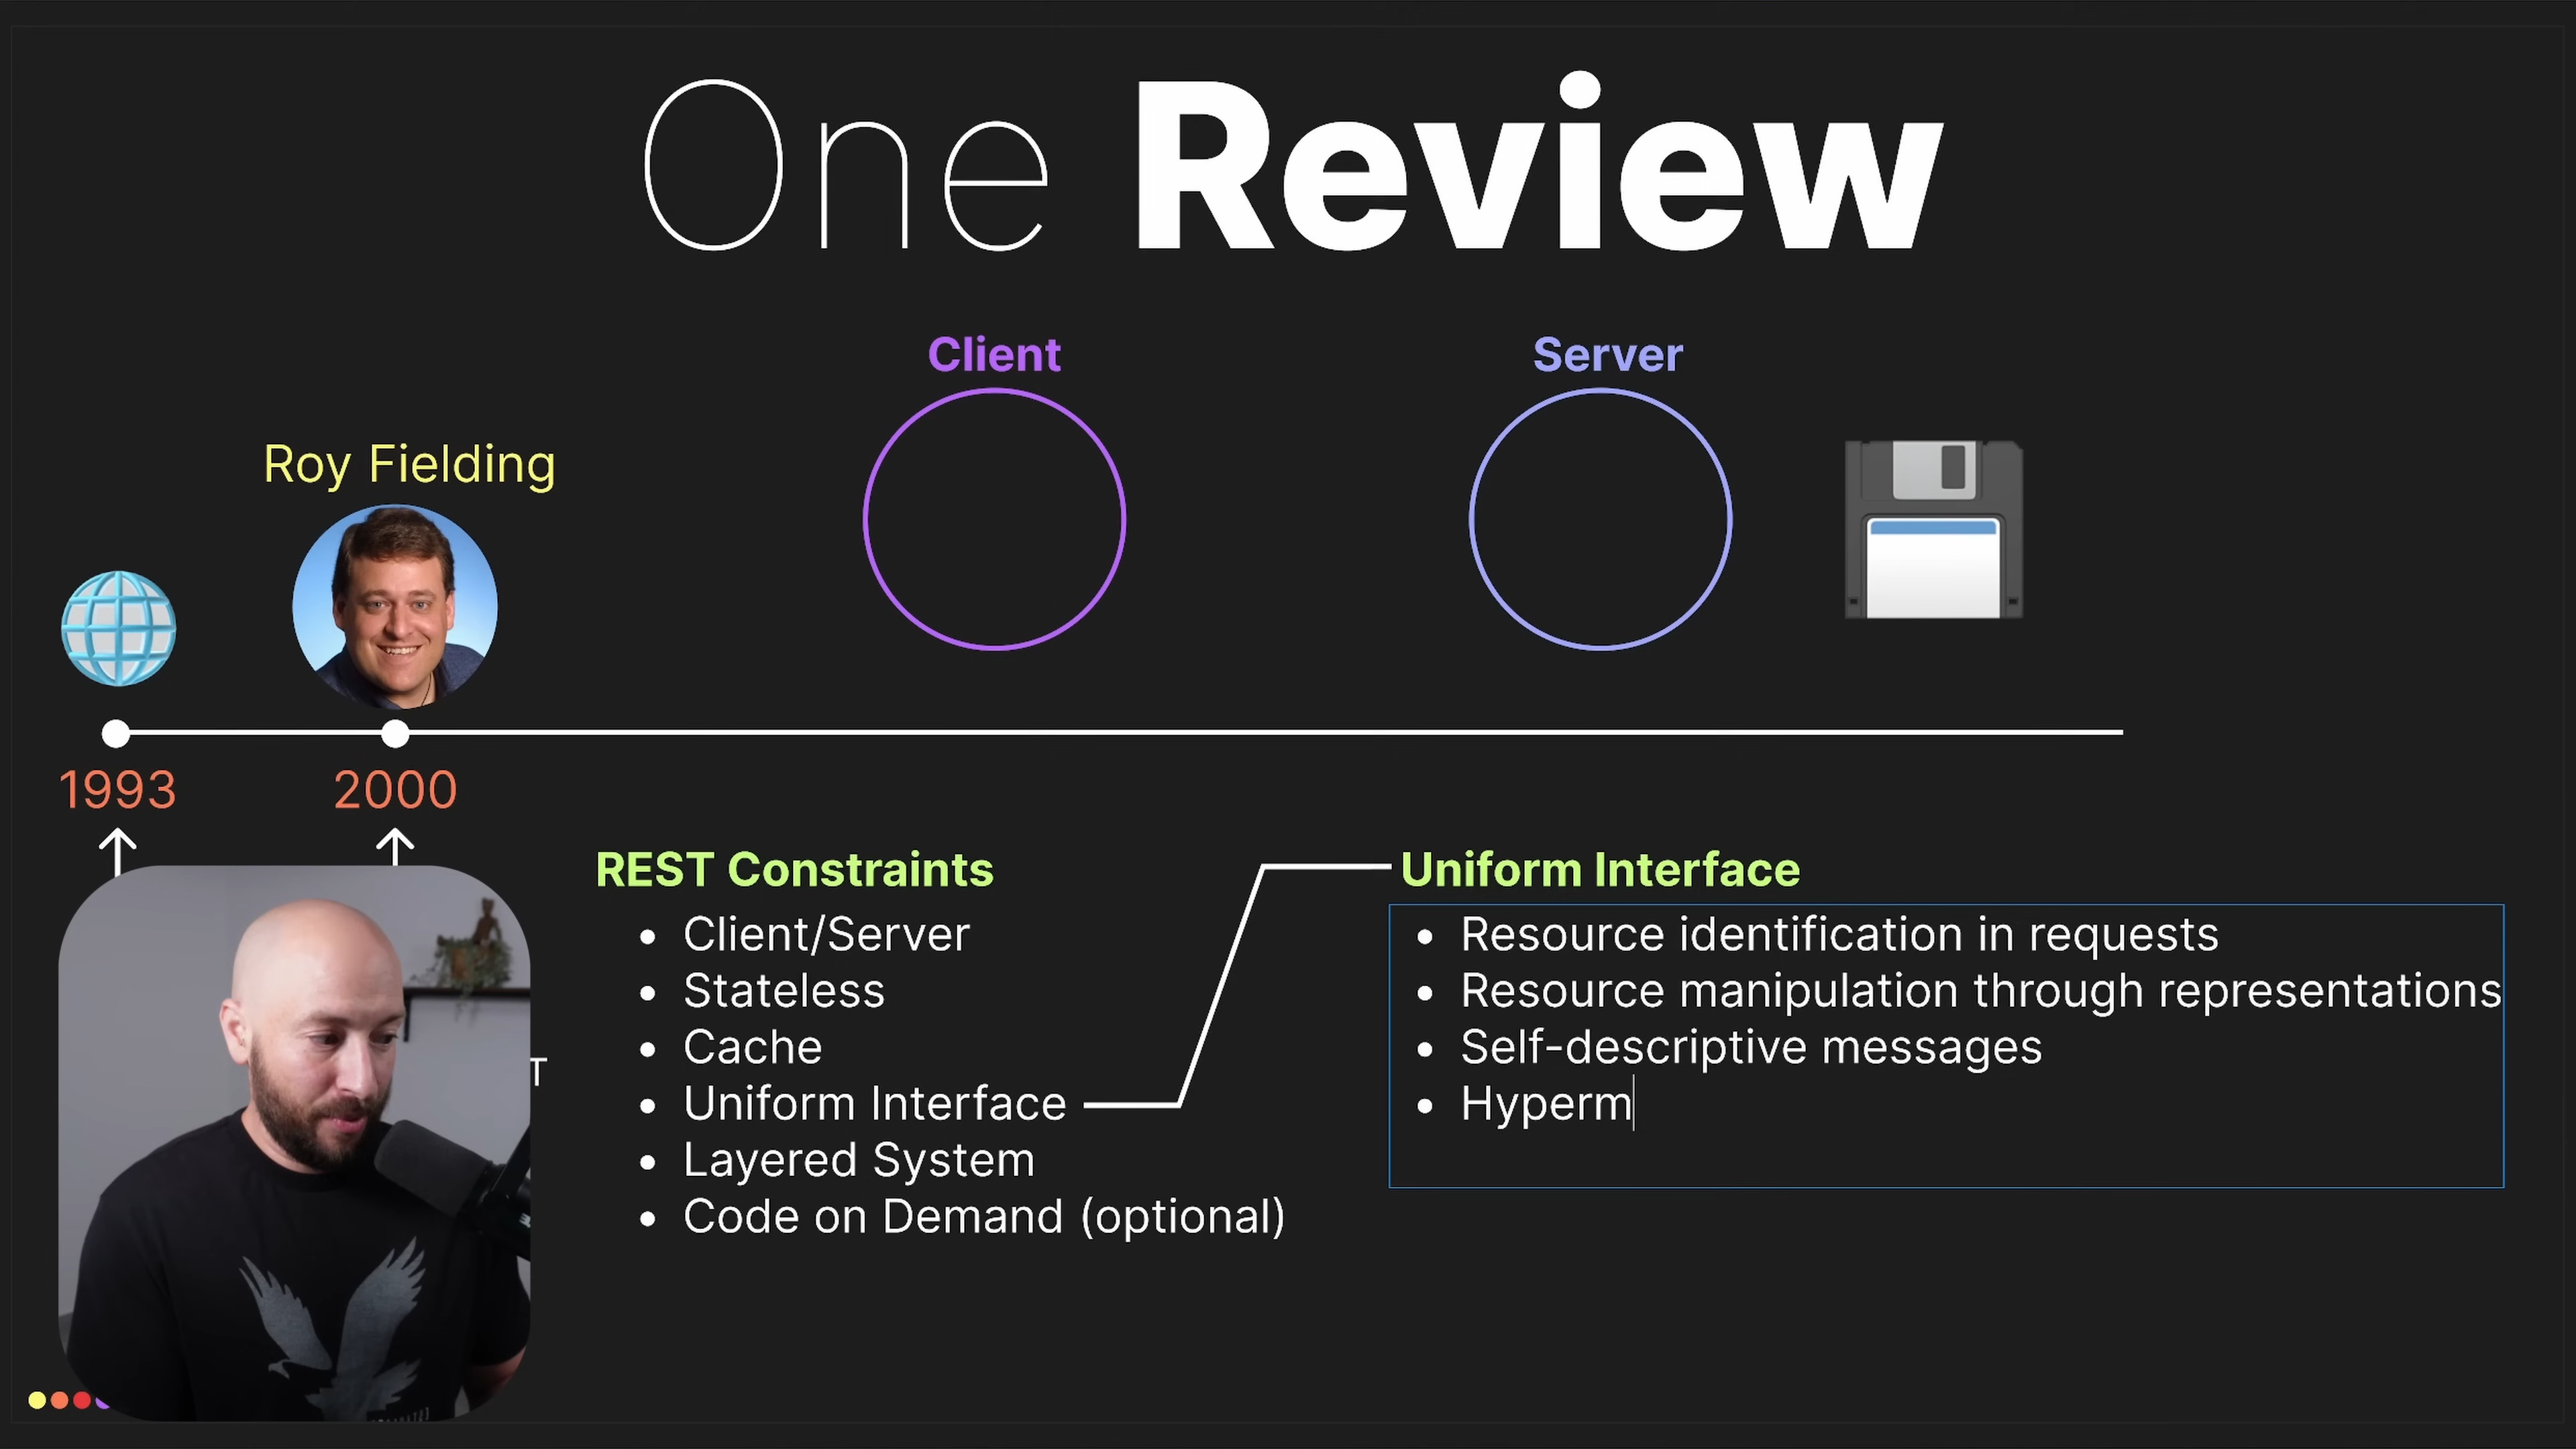 One Review
Client
Server
Roy Fielding
1993
2000
T
REST Constraints
• Client/Server
• Stateless
• Cache
• Uniform Interface
• Layered System
• Code on Demand (optional)
Uniform Interface
• Resource identification in requests
• Resource manipulation through representations
• Self-descriptive messages
• Hyperm